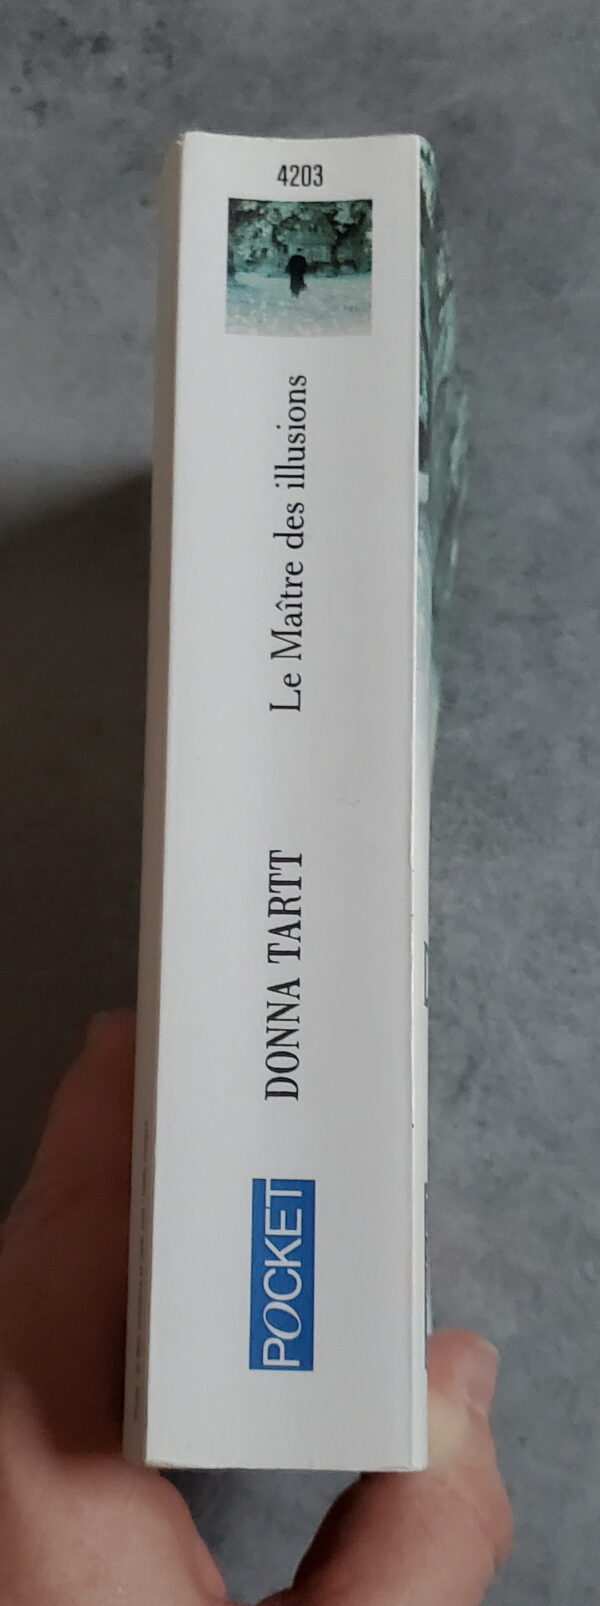 4203
Le Maître des illusions
DONNA TARTT
POCKET